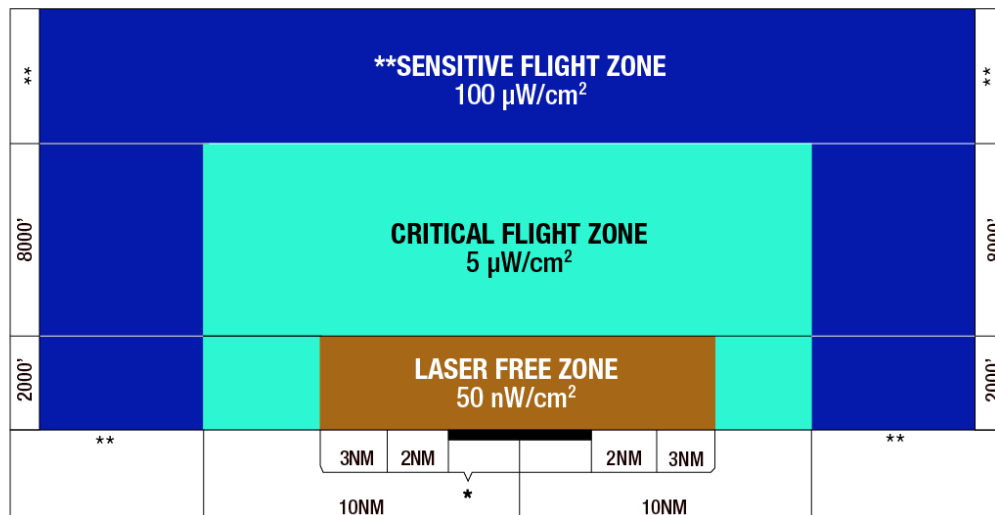 **SENSITIVE FLIGHT ZONE
100 µW/cm²
**
**
CRITICAL FLIGHT ZONE
5 µW/cm²
8000'
8000'
LASER FREE ZONE
50 nW/cm²
2000'
2000'
**
**
3NM 2NM 2NM 3NM
*
10NM 10NM